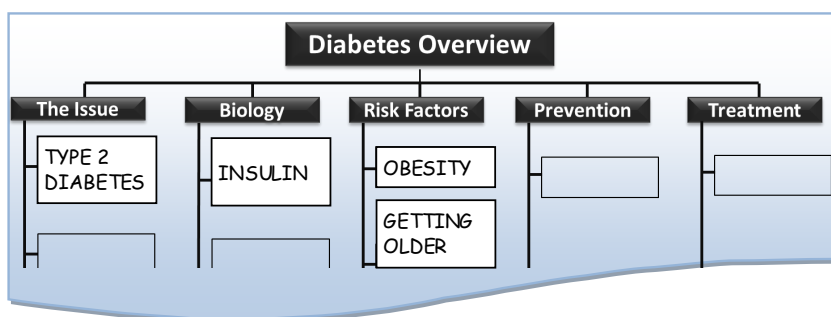 Diabetes Overview
The Issue
Biology
Risk Factors
Prevention
Treatment
TYPE 2
DIABETES
INSULIN
OBESITY
GETTING
OLDER